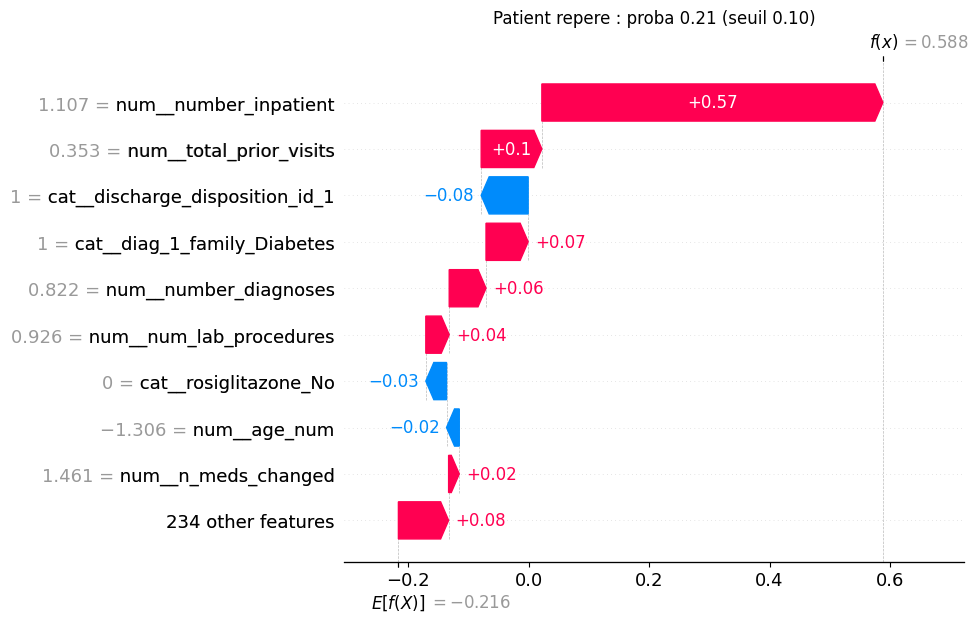 Patient repere : proba 0.21 (seuil 0.10)
f(x) = 0.588
1.107 = num__number_inpatient
+0.57
0.353 = num__total_prior_visits
+0.1
1 = cat__discharge_disposition_id_1
−0.08
1 = cat__diag_1_family_Diabetes
+0.07
0.822 = num__number_diagnoses
+0.06
0.926 = num__num_lab_procedures
+0.04
0 = cat__rosiglitazone_No
−0.03
−1.306 = num__age_num
−0.02
1.461 = num__n_meds_changed
+0.02
234 other features
+0.08
−0.2 0.0 0.2 0.4 0.6
E[f(X)] = −0.216